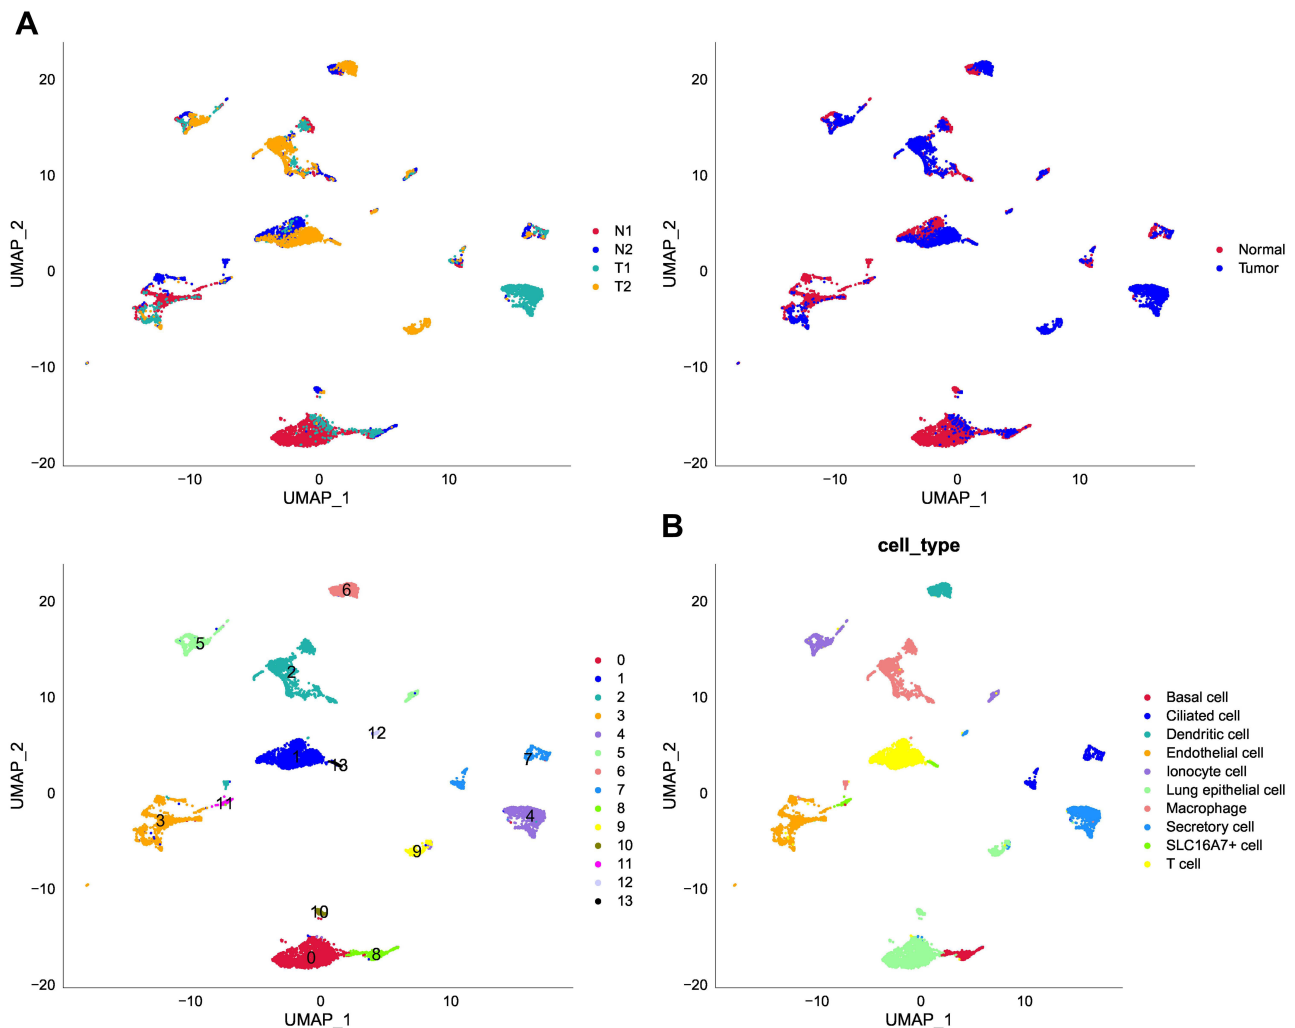 A
20
10
0
−10
−20
UMAP_2
−10 0 10
UMAP_1
N1
N2
T1
T2
20
10
0
−10
−20
UMAP_2
−10 0 10
UMAP_1
Normal
Tumor
20
10
0
−10
−20
UMAP_2
6
5
2
12
1
13
7
11
3
4
9
10
0
8
−10 0 10
UMAP_1
0
1
2
3
4
5
6
7
8
9
10
11
12
13
B
cell_type
20
10
0
−10
−20
UMAP_2
−10 0 10
UMAP_1
Basal cell
Ciliated cell
Dendritic cell
Endothelial cell
Ionocyte cell
Lung epithelial cell
Macrophage
Secretory cell
SLC16A7+ cell
T cell